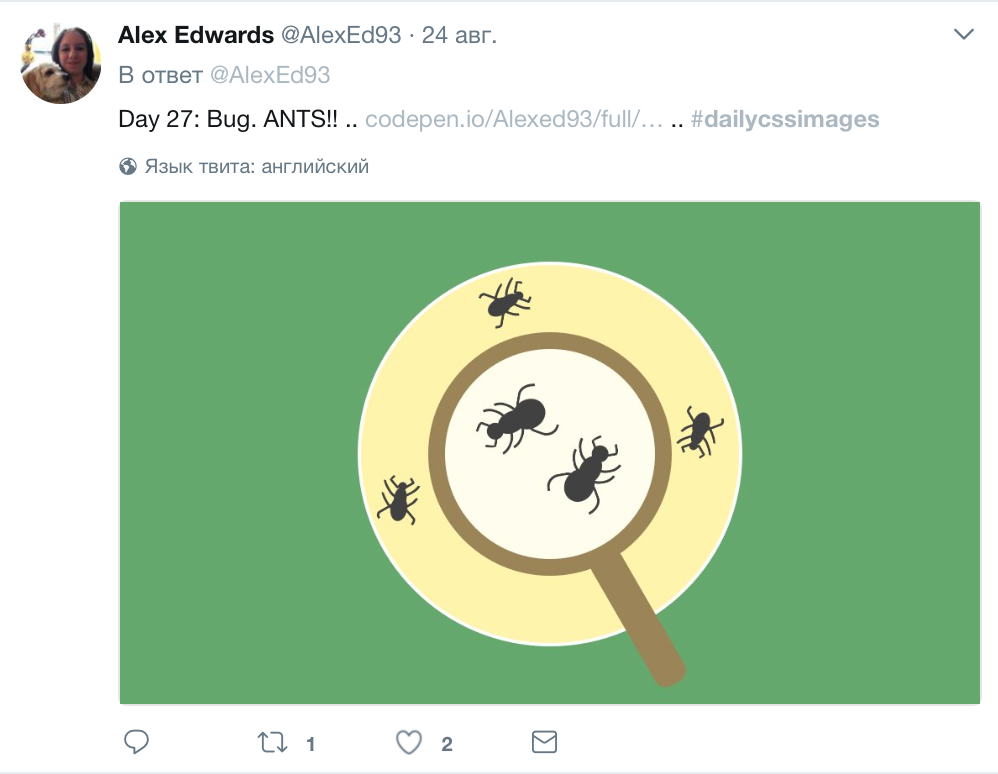 Alex Edwards @AlexEd93 · 24 авг.
В ответ @AlexEd93
Day 27: Bug. ANTS!! .. codepen.io/Alexed93/full/… .. #dailycssimages
Язык твита: английский
1 2